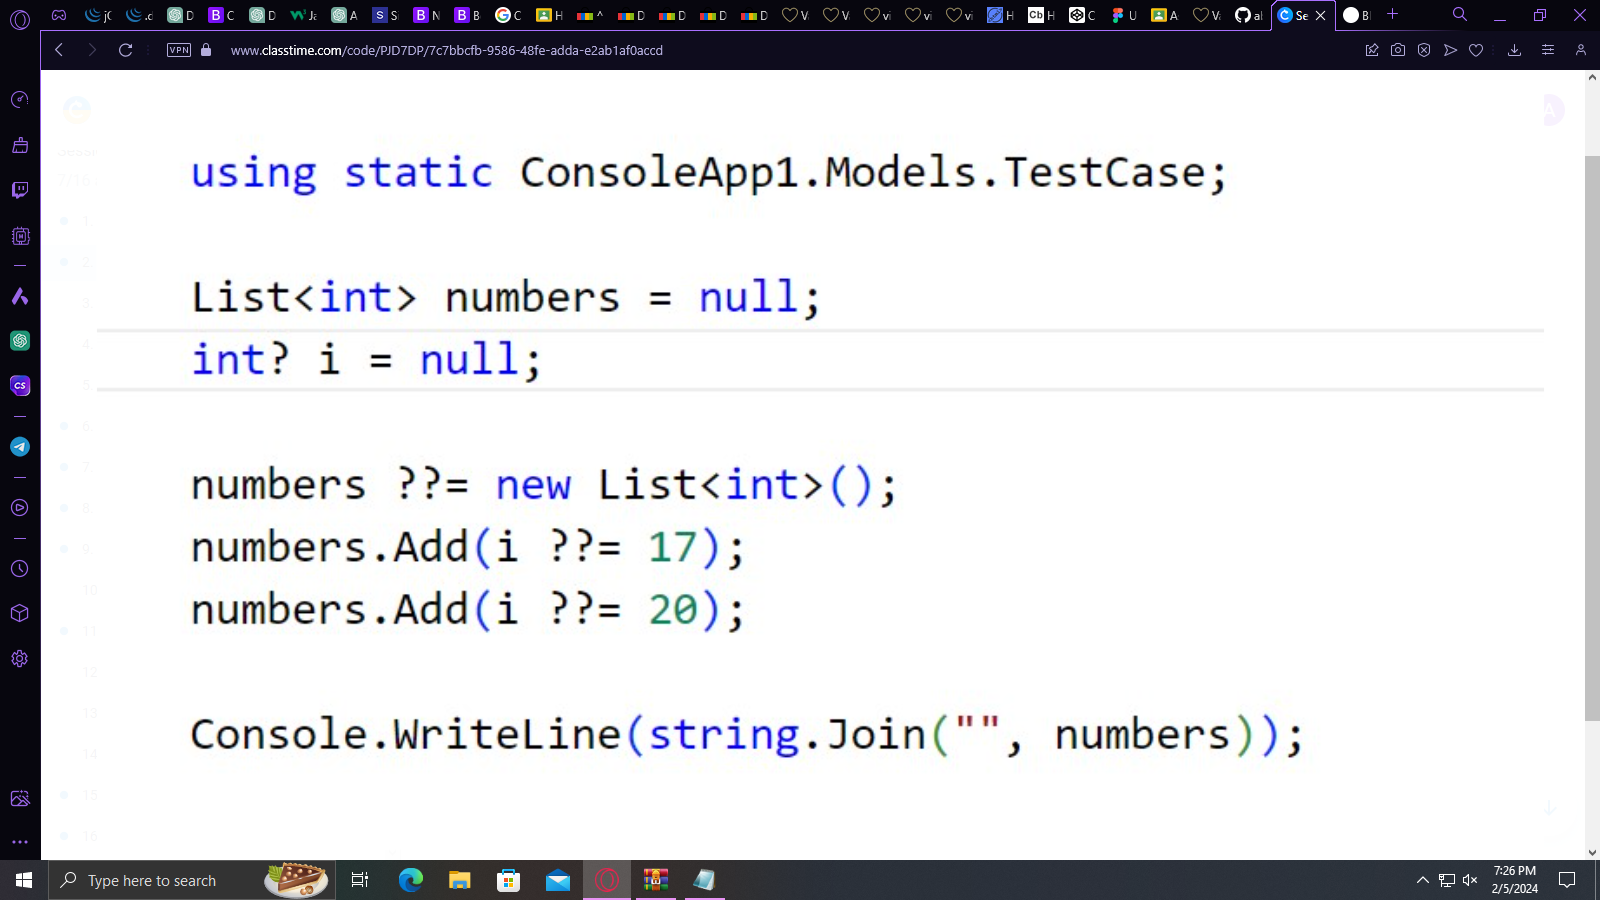 www.classtime.com/code/PJD7DP/7c7bbcfb-9586-48fe-adda-e2ab1af0accd
VPN
using static ConsoleApp1.Models.TestCase;
List<int> numbers = null;
int? i = null;
numbers ??= new List<int>();
numbers.Add(i ??= 17);
numbers.Add(i ??= 20);
Console.WriteLine(string.Join("", numbers));
Type here to search
7:26 PM
2/5/2024